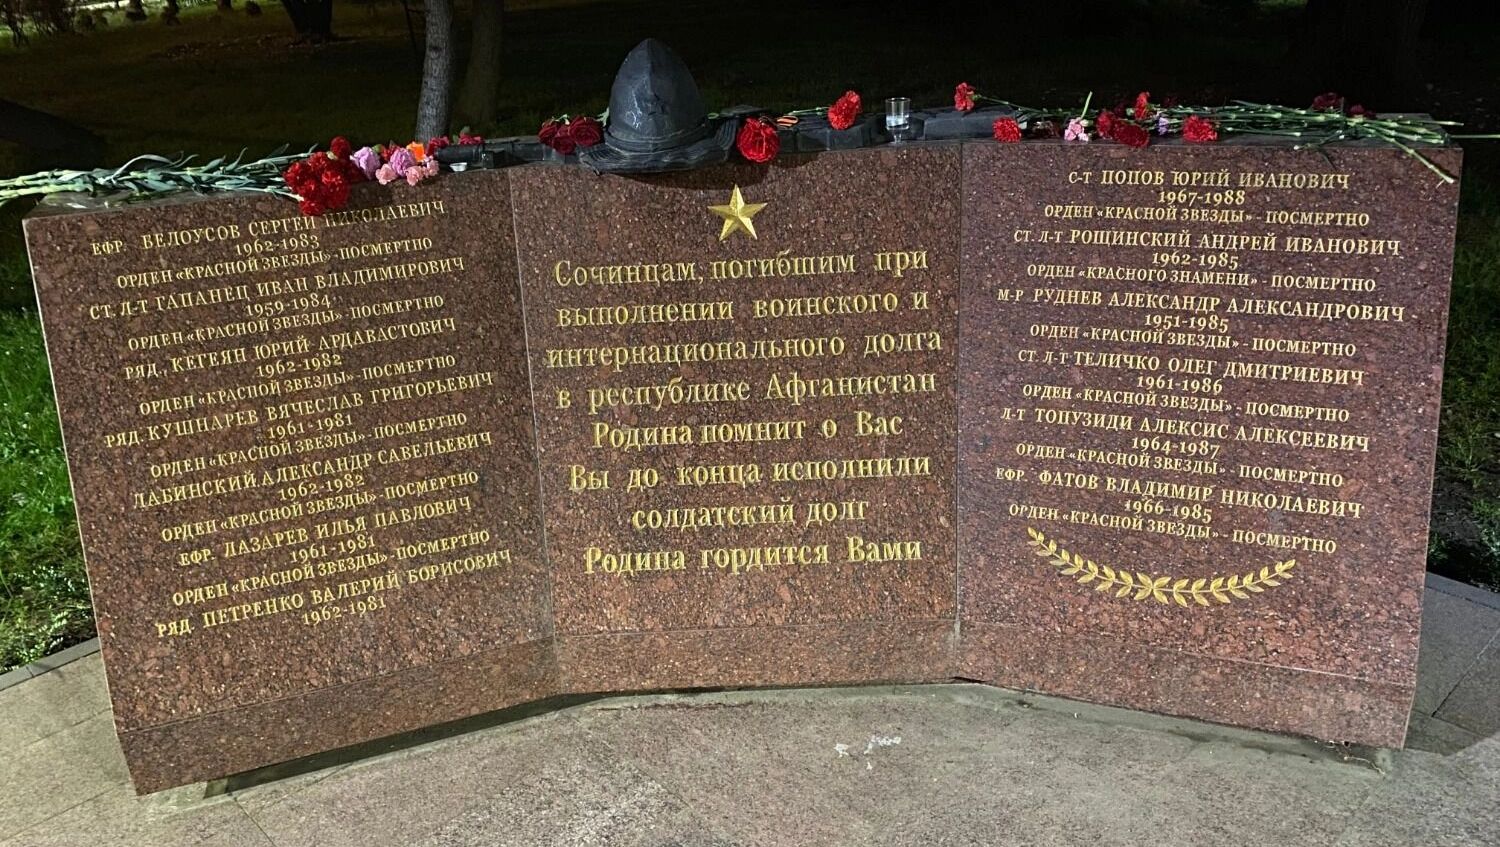 ЕФР. БЕЛОУСОВ СЕРГЕЙ НИКОЛАЕВИЧ
1962-1983
ОРДЕН «КРАСНОЙ ЗВЕЗДЫ» - ПОСМЕРТНО
СТ. Л-Т ГАПАНЕЦ ИВАН ВЛАДИМИРОВИЧ
1959-1984
ОРДЕН «КРАСНОЙ ЗВЕЗДЫ» - ПОСМЕРТНО
РЯД. КЕГЕЯН ЮРИЙ АРДАВАСТОВИЧ
1962-1982
ОРДЕН «КРАСНОЙ ЗВЕЗДЫ» - ПОСМЕРТНО
РЯД. КУШНАРЕВ ВЯЧЕСЛАВ ГРИГОРЬЕВИЧ
1961-1981
ОРДЕН «КРАСНОЙ ЗВЕЗДЫ» - ПОСМЕРТНО
ЛАБИНСКИЙ АЛЕКСАНДР САВЕЛЬЕВИЧ
1962-1982
ОРДЕН «КРАСНОЙ ЗВЕЗДЫ» - ПОСМЕРТНО
ЕФР. ЛАЗАРЕВ ИЛЬЯ ПАВЛОВИЧ
1961-1981
ОРДЕН «КРАСНОЙ ЗВЕЗДЫ» - ПОСМЕРТНО
РЯД. ПЕТРЕНКО ВАЛЕРИЙ БОРИСОВИЧ
1962-1981
Сочинцам, погибшим при
выполнении воинского и
интернационального долга
в республике Афганистан
Родина помнит о Вас
Вы до конца исполнили
солдатский долг
Родина гордится Вами
С-Т ПОПОВ ЮРИЙ ИВАНОВИЧ
1967-1988
ОРДЕН «КРАСНОЙ ЗВЕЗДЫ» - ПОСМЕРТНО
СТ. Л-Т РОЩИНСКИЙ АНДРЕЙ ИВАНОВИЧ
1962-1985
ОРДЕН «КРАСНОГО ЗНАМЕНИ» - ПОСМЕРТНО
М-Р РУДНЕВ АЛЕКСАНДР АЛЕКСАНДРОВИЧ
1951-1985
ОРДЕН «КРАСНОЙ ЗВЕЗДЫ» - ПОСМЕРТНО
СТ. Л-Т ТЕЛИЧКО ОЛЕГ ДМИТРИЕВИЧ
1961-1986
ОРДЕН «КРАСНОЙ ЗВЕЗДЫ» - ПОСМЕРТНО
Л-Т ТОПУЗИДИ АЛЕКСИС АЛЕКСЕЕВИЧ
1964-1987
ОРДЕН «КРАСНОЙ ЗВЕЗДЫ» - ПОСМЕРТНО
ЕФР. ФАТОВ ВЛАДИМИР НИКОЛАЕВИЧ
1966-1985
ОРДЕН «КРАСНОЙ ЗВЕЗДЫ» - ПОСМЕРТНО